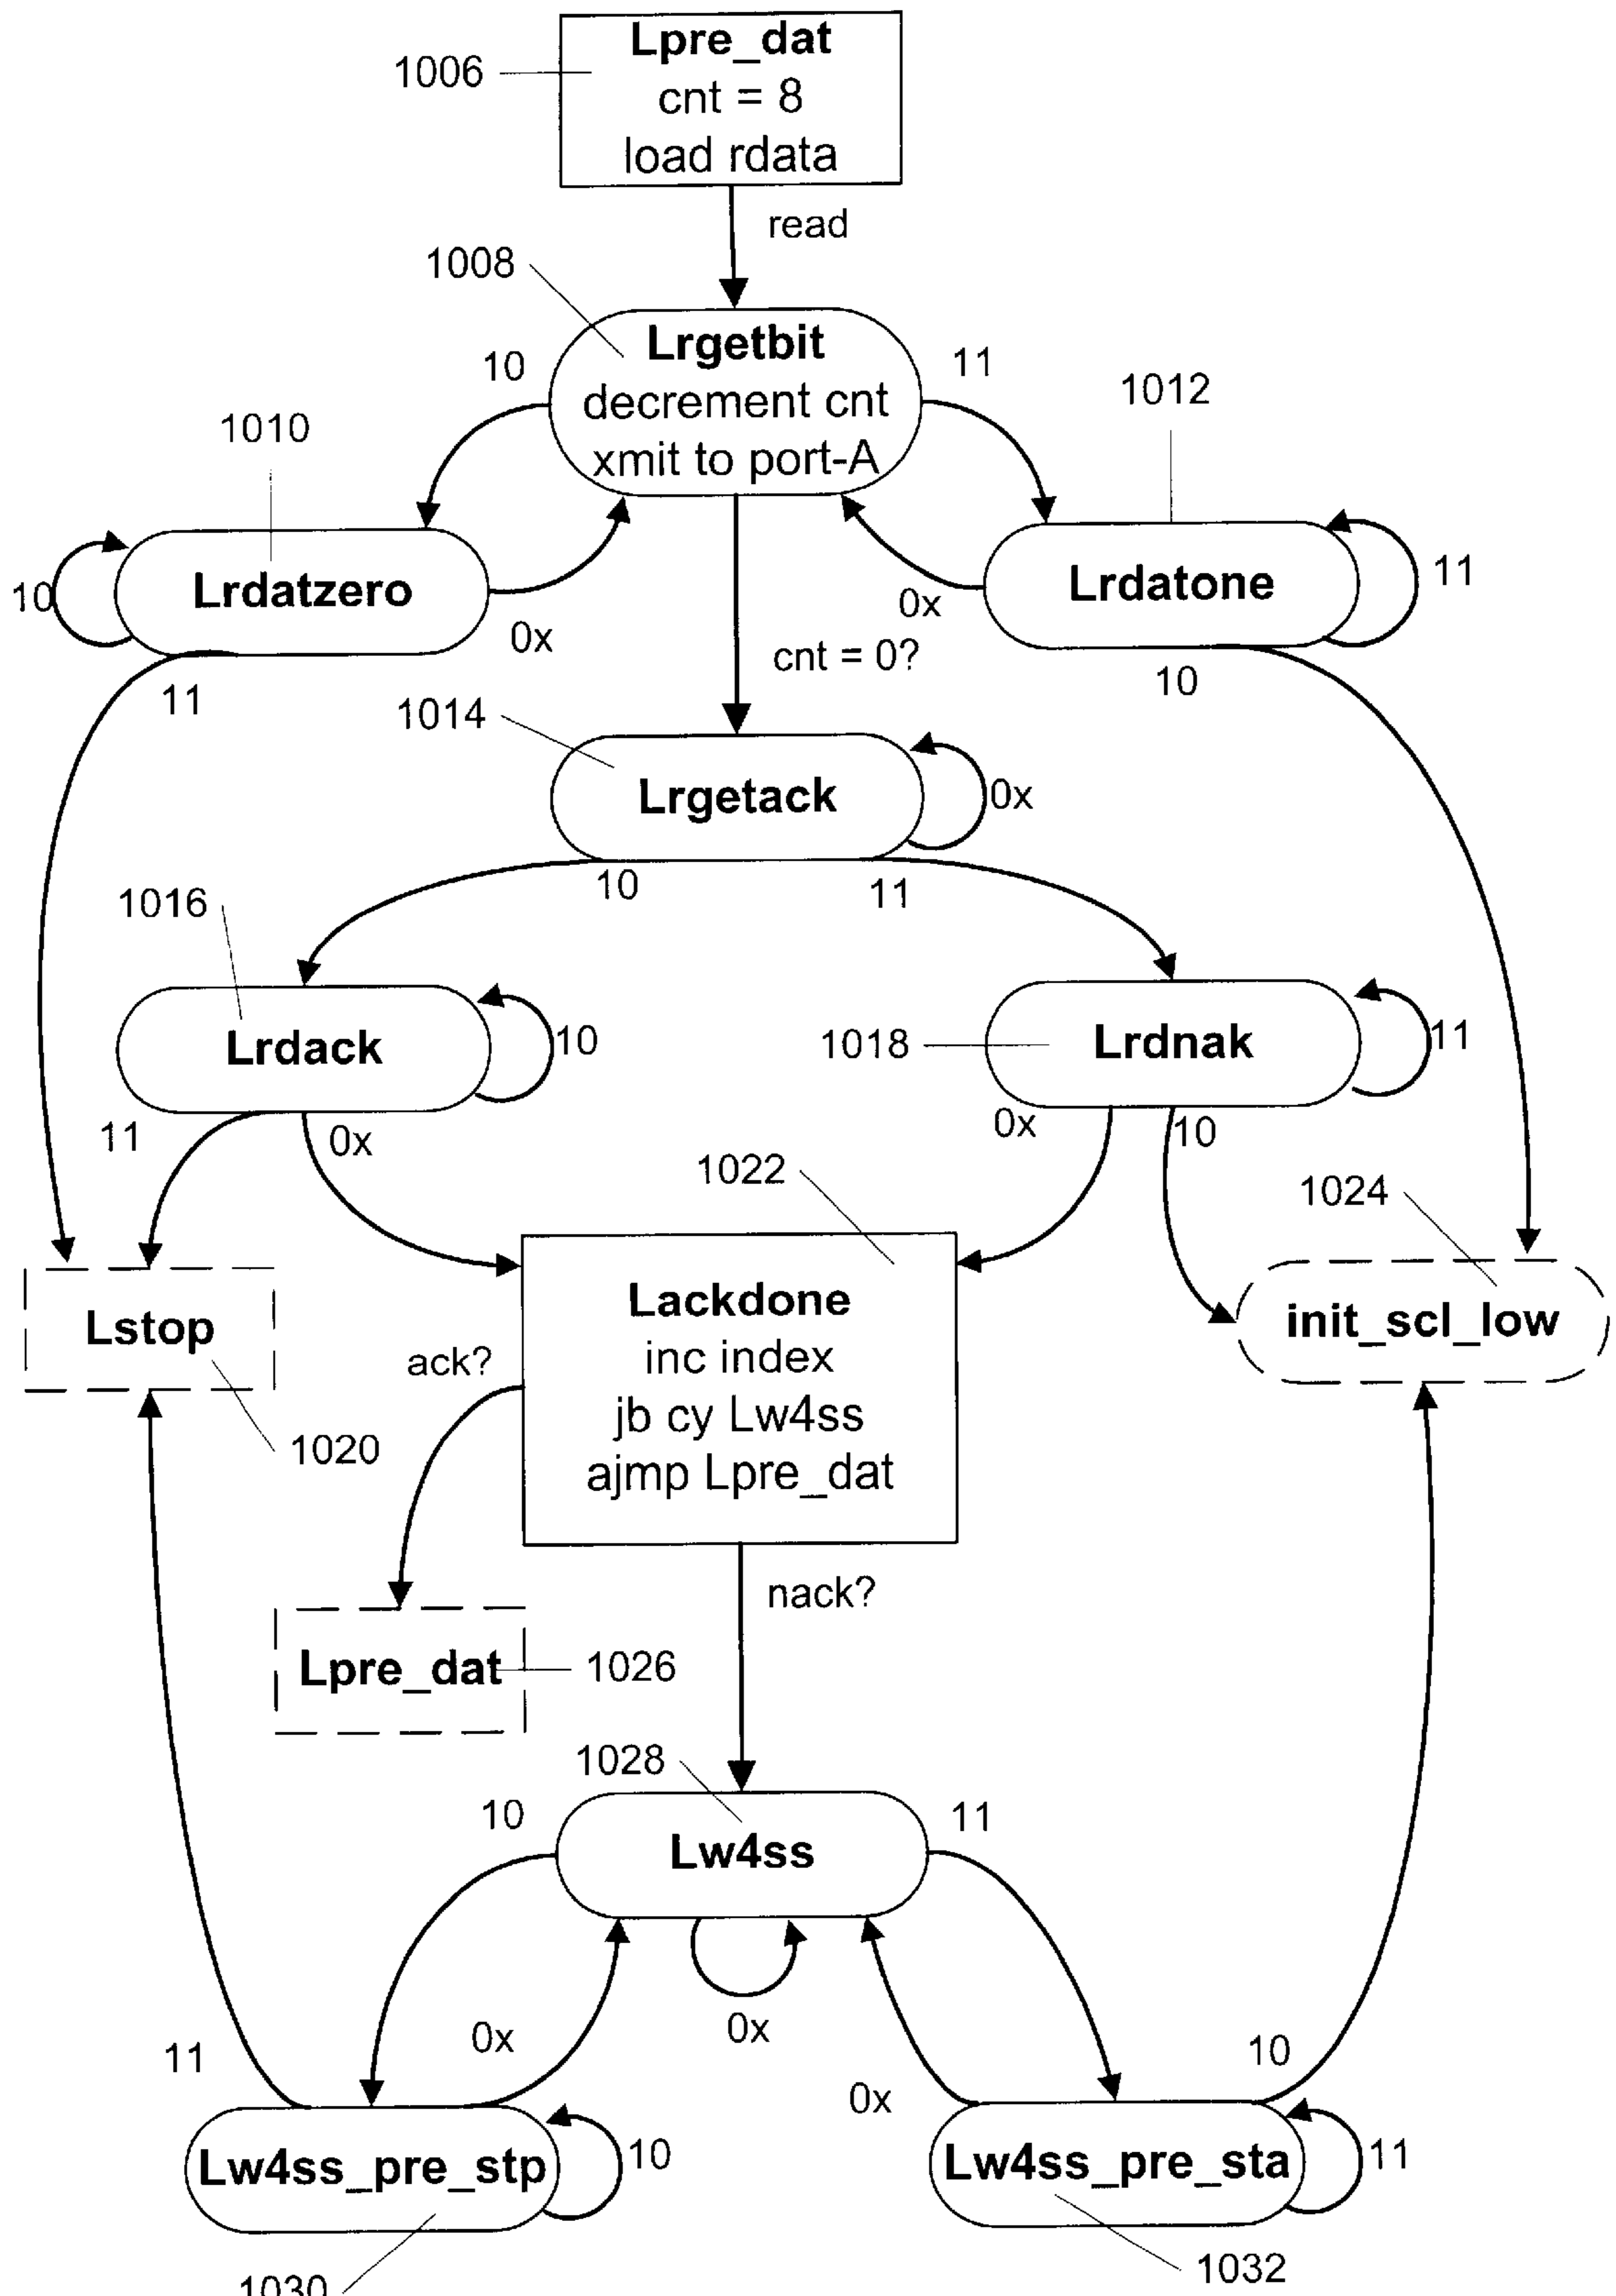 Lpre_dat
1006
cnt = 8
load rdata
read
1008
Lrgetbit
10
11
decrement cnt
1012
1010
xmit to port-A
Lrdatzero
Lrdatone
10
11
0x
0x
cnt = 0?
11
10
1014
Lrgetack
0x
10
11
1016
Lrdack
10
1018
Lrdnak
11
11
0x
0x
10
1022
1024
Lackdone
Lstop
init_scl_low
inc index
ack?
jb cy Lw4ss
1020
ajmp Lpre_dat
nack?
Lpre_dat
1026
1028
10
11
Lw4ss
0x
0x
11
10
0x
Lw4ss_pre_stp
10
Lw4ss_pre_sta
11
1032
1030